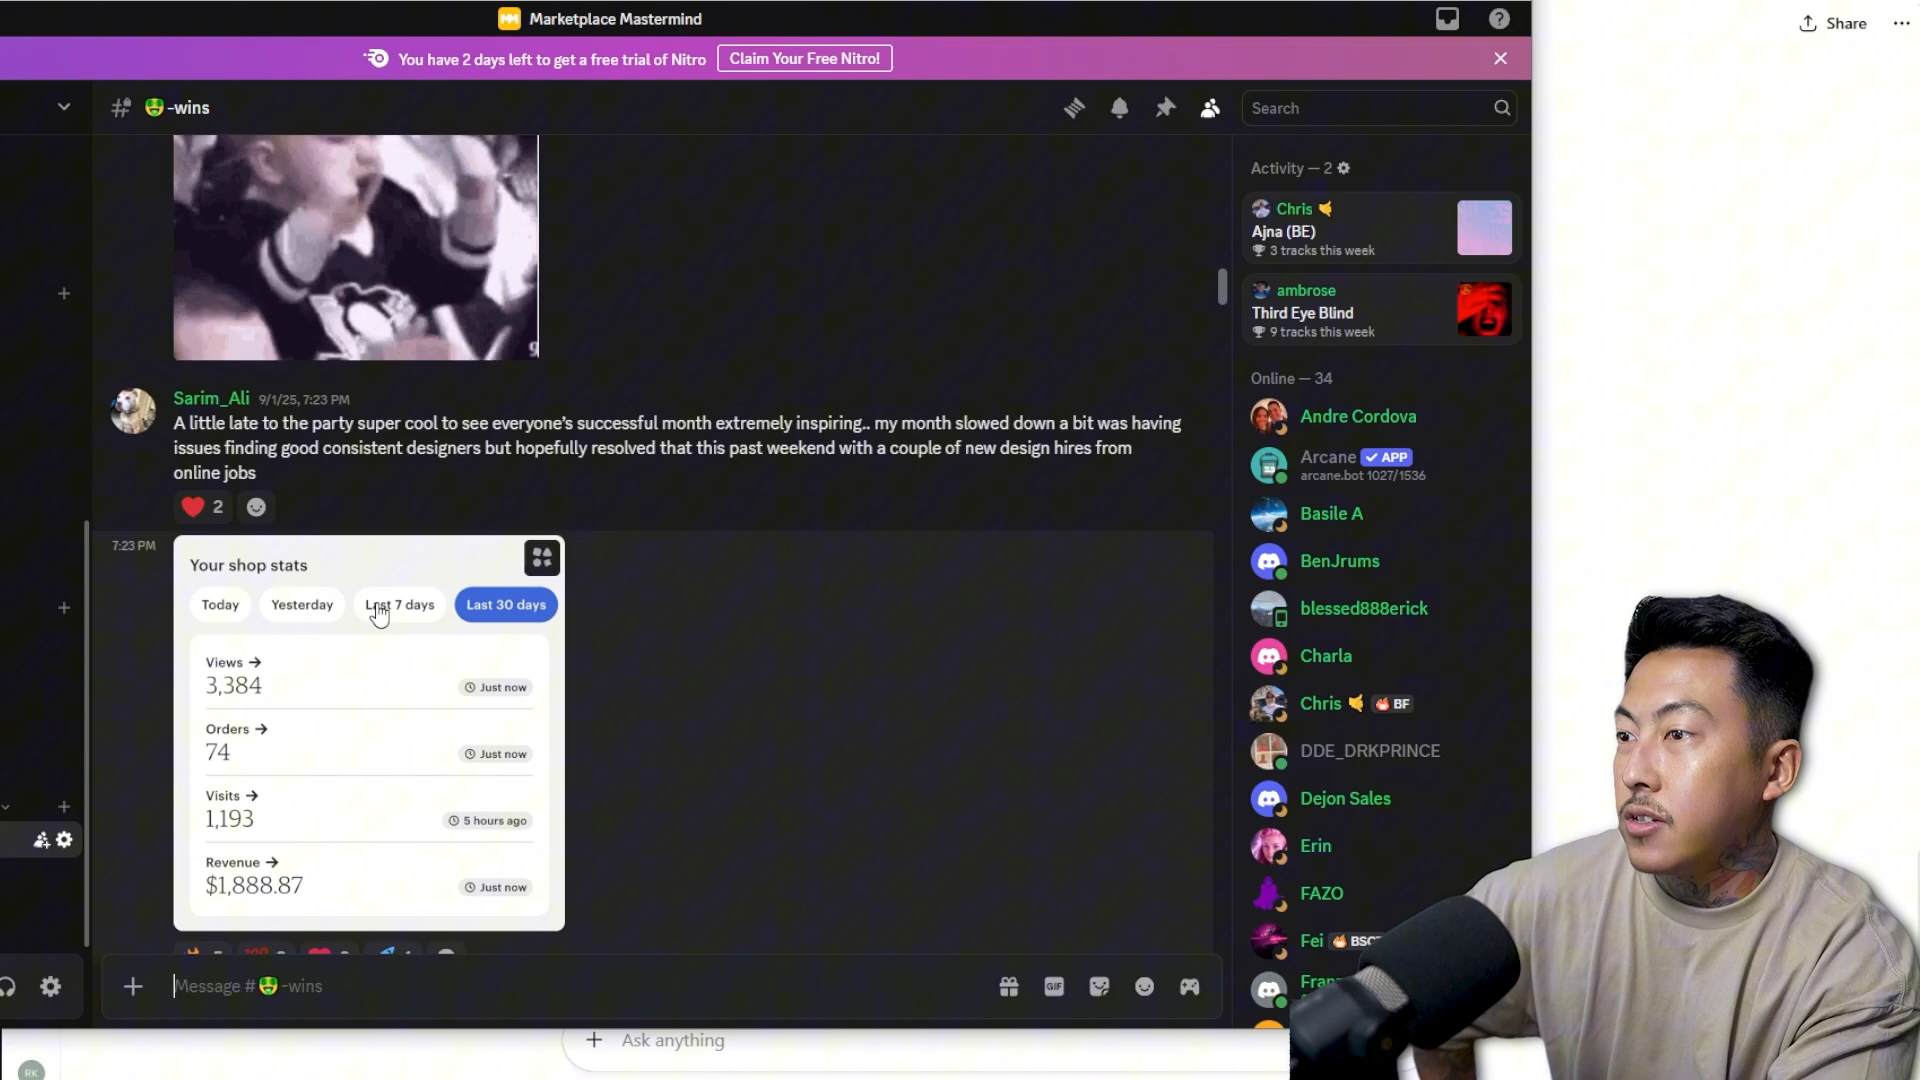 Marketplace Mastermind
Share
You have 2 days left to get a free trial of Nitro
Claim Your Free Nitro!
-wins
Search
Activity — 2
Chris
Ajna (BE)
3 tracks this week
ambrose
Third Eye Blind
9 tracks this week
Sarim_Ali 9/1/25, 7:23 PM
A little late to the party super cool to see everyone's successful month extremely inspiring.. my month slowed down a bit was having
issues finding good consistent designers but hopefully resolved that this past weekend with a couple of new design hires from
online jobs
2
7:23 PM
Your shop stats
Today
Yesterday
Last 7 days
Last 30 days
Views →
3,384
Just now
Orders →
74
Just now
Visits →
1,193
5 hours ago
Revenue →
$1,888.87
Just now
Message # -wins
GIF
Online — 34
Andre Cordova
Arcane ✓ APP
arcane.bot 1027/1536
Basile A
BenJrums
blessed888erick
Charla
Chris BF
DDE_DRKPRINCE
Dejon Sales
Erin
FAZO
Fei
Ask anything
RK